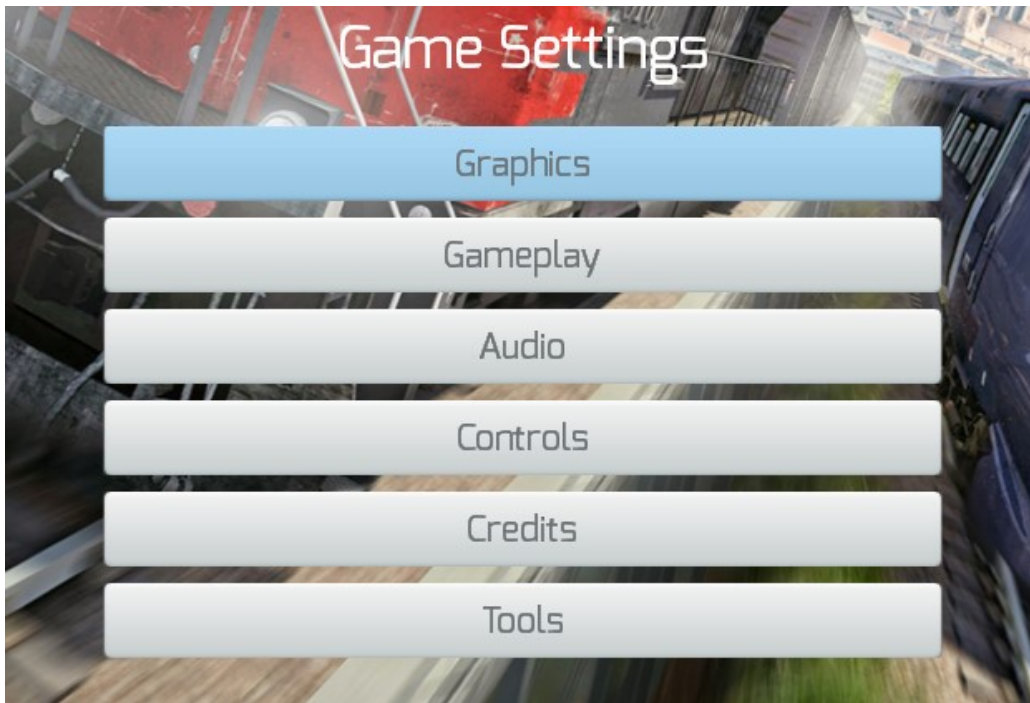 Game Settings
Graphics
Gameplay
Audio
Controls
Credits
Tools